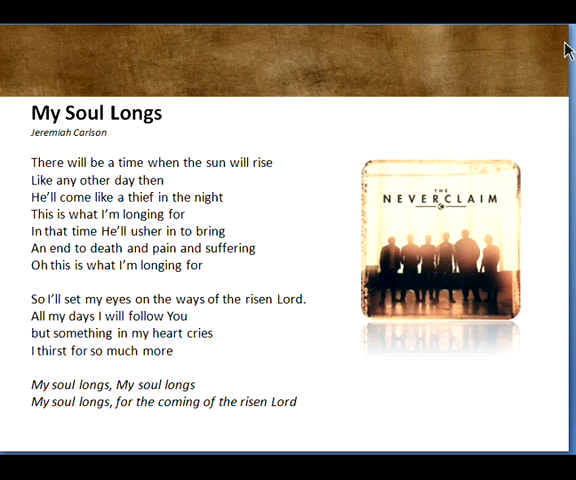 My Soul Longs
Jeremiah Carlson
There will be a time when the sun will rise
Like any other day then
He'll come like a thief in the night
This is what I'm longing for
In that time He'll usher in to bring
An end to death and pain and suffering
Oh this is what I'm longing for
So I'll set my eyes on the ways of the risen Lord.
All my days I will follow You
but something in my heart cries
I thirst for so much more
My soul longs, My soul longs
My soul longs, for the coming of the risen Lord
THE
NEVERCLAIM